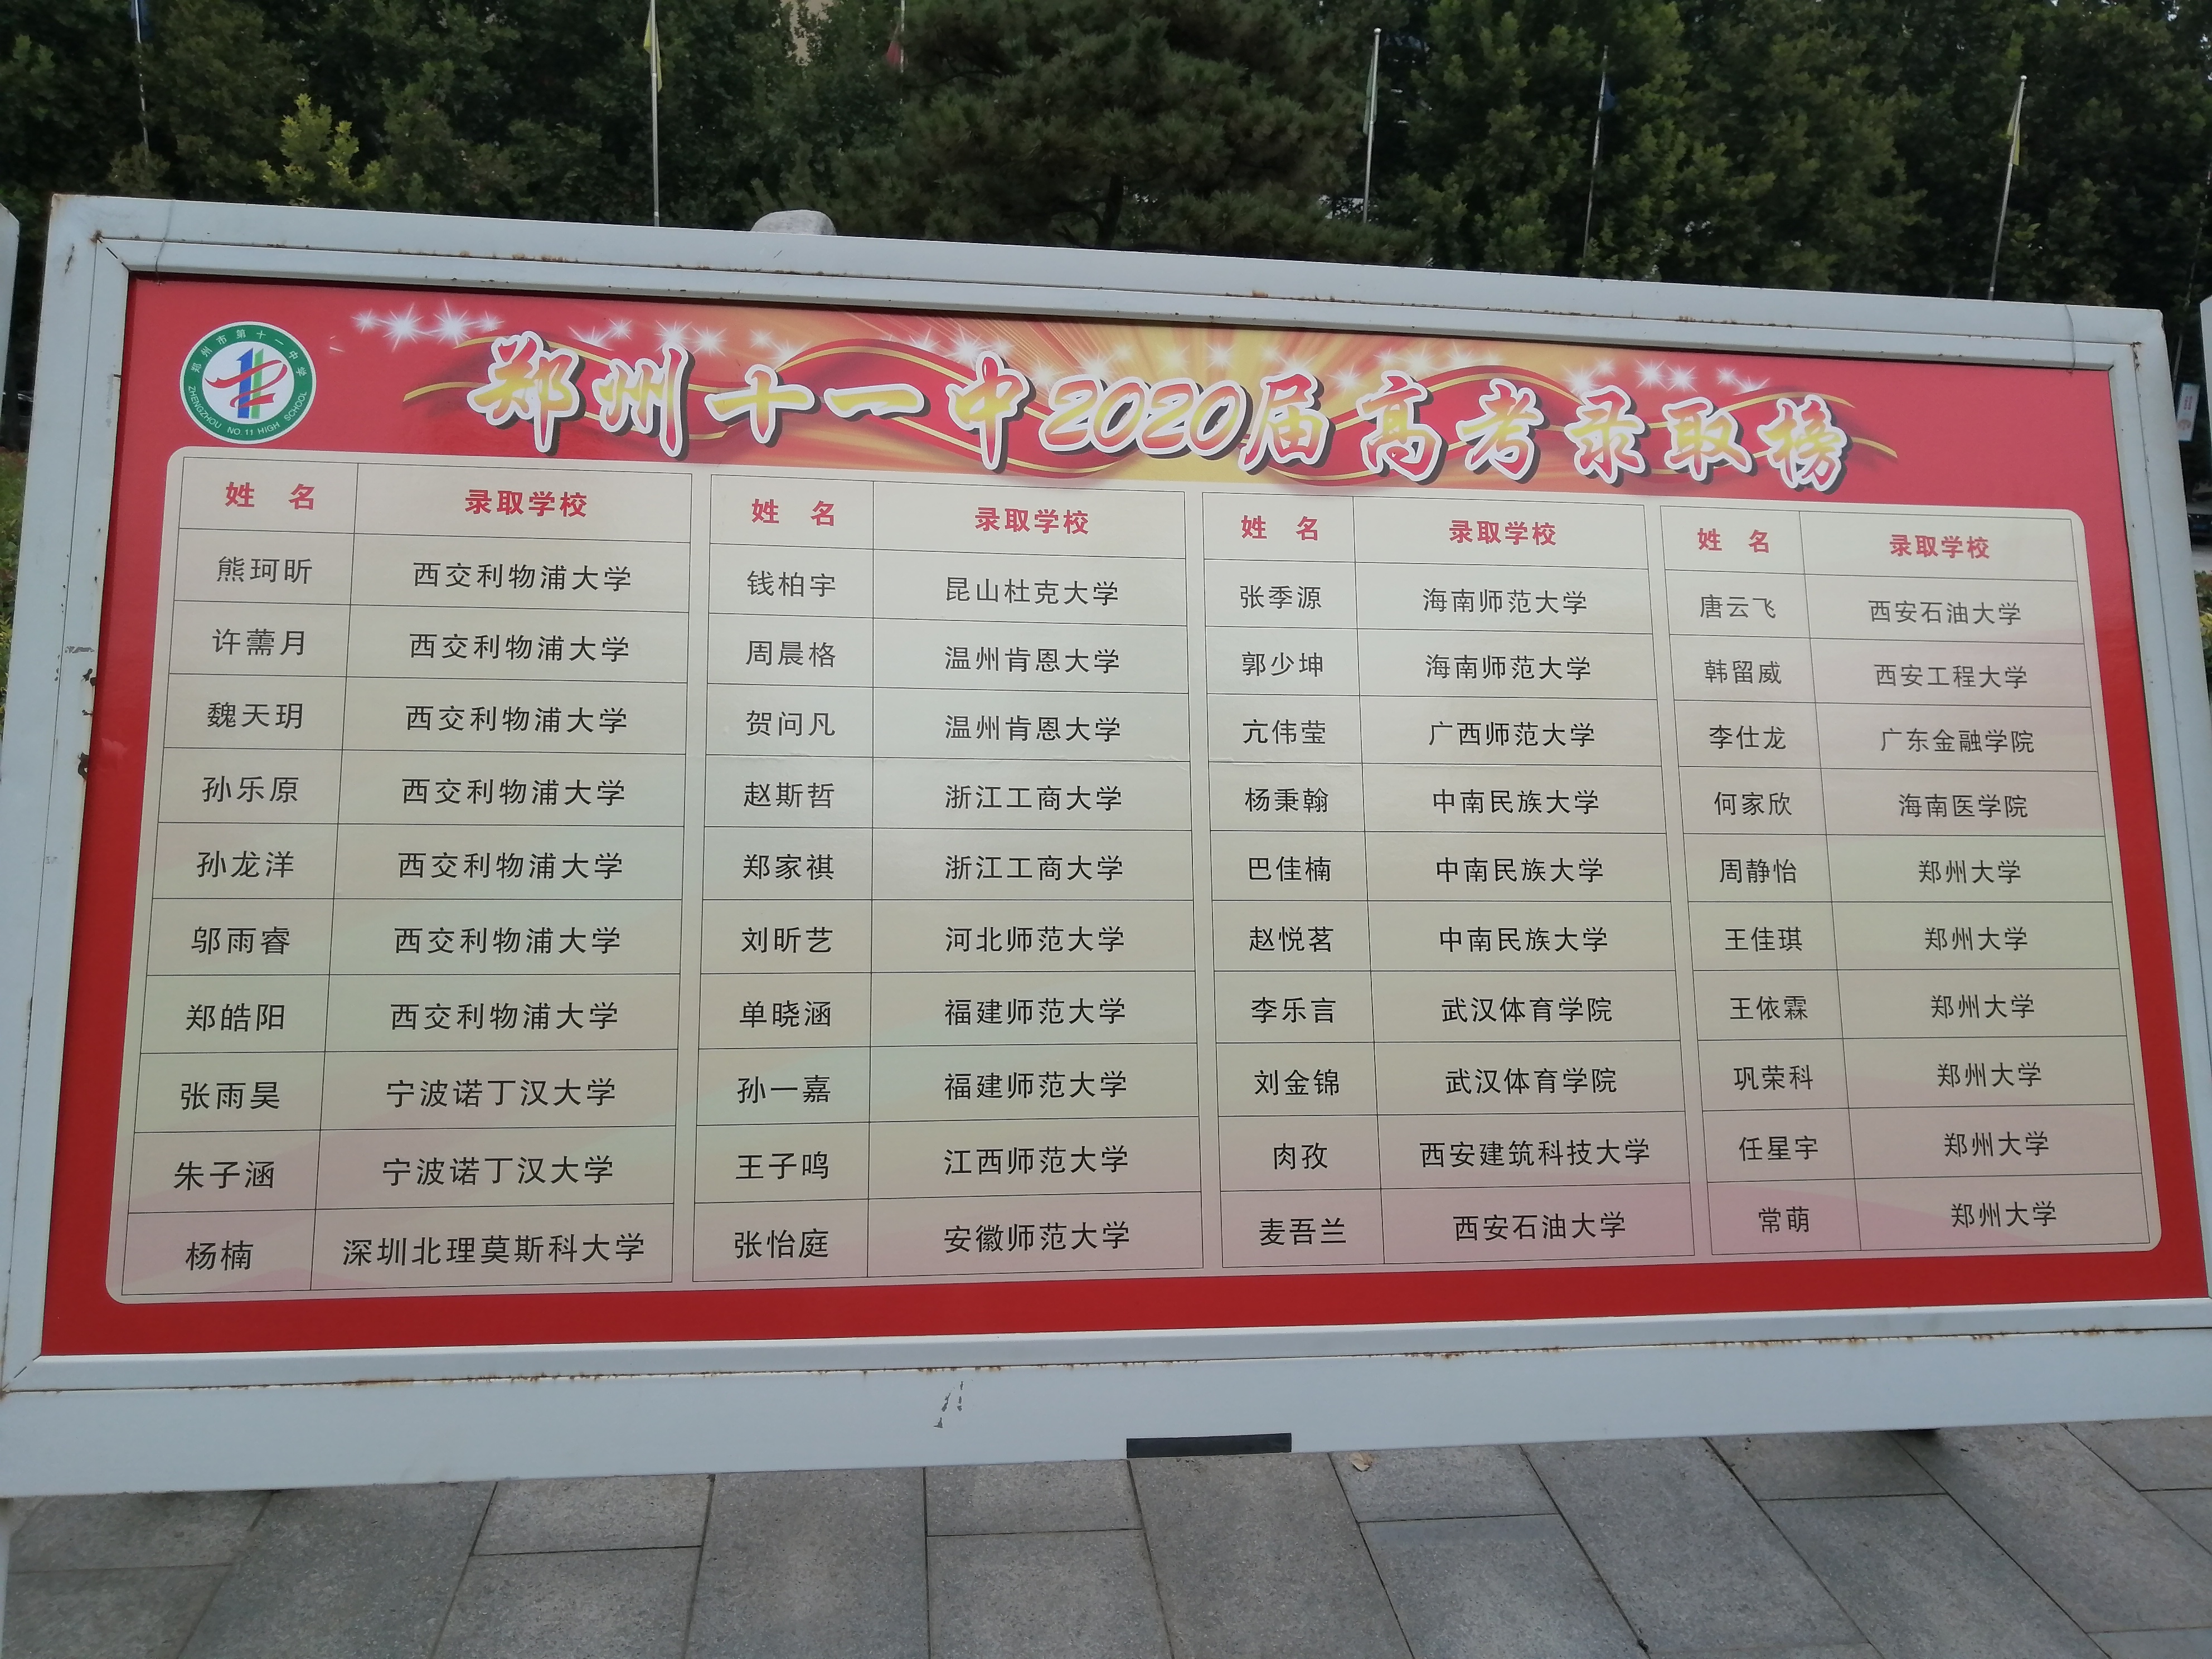 郑州市第十一中学
ZHENGZHOU NO.11 HIGH SCHOOL
郑州十一中2020届高考录取榜
姓 名 录取学校 姓 名 录取学校 姓 名 录取学校 姓 名 录取学校
熊珂昕 西交利物浦大学 钱柏宇 昆山杜克大学 张季源 海南师范大学 唐云飞 西安石油大学
许薷月 西交利物浦大学 周晨格 温州肯恩大学 郭少坤 海南师范大学 韩留威 西安工程大学
魏天玥 西交利物浦大学 贺问凡 温州肯恩大学 亢伟莹 广西师范大学 李仕龙 广东金融学院
孙乐原 西交利物浦大学 赵斯哲 浙江工商大学 杨秉翰 中南民族大学 何家欣 海南医学院
孙龙洋 西交利物浦大学 郑家祺 浙江工商大学 巴佳楠 中南民族大学 周静怡 郑州大学
邬雨睿 西交利物浦大学 刘昕艺 河北师范大学 赵悦茗 中南民族大学 王佳琪 郑州大学
郑皓阳 西交利物浦大学 单晓涵 福建师范大学 李乐言 武汉体育学院 王依霖 郑州大学
张雨昊 宁波诺丁汉大学 孙一嘉 福建师范大学 刘金锦 武汉体育学院 巩荣科 郑州大学
朱子涵 宁波诺丁汉大学 王子鸣 江西师范大学 肉孜 西安建筑科技大学 任星宇 郑州大学
杨楠 深圳北理莫斯科大学 张怡庭 安徽师范大学 麦吾兰 西安石油大学 常萌 郑州大学